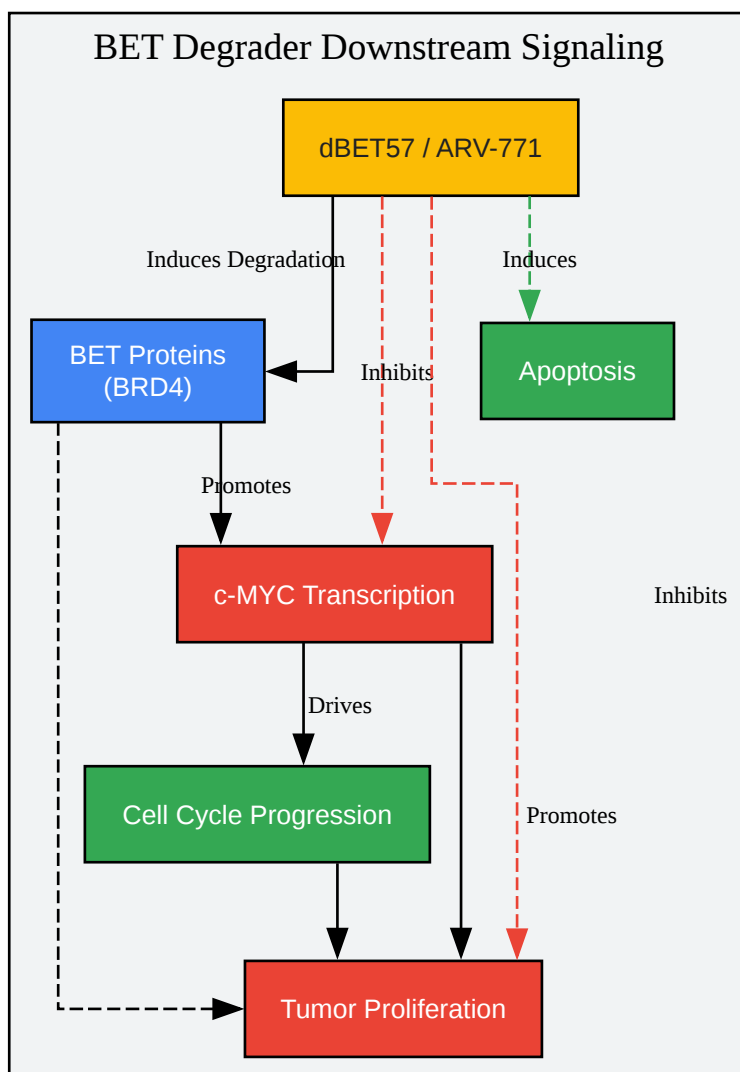 BET Degrader Downstream Signaling
dBET57 / ARV-771
Induces Degradation
Induces
BET Proteins
(BRD4)
Inhibits
Apoptosis
Promotes
c-MYC Transcription
Inhibits
Drives
Cell Cycle Progression
Promotes
Tumor Proliferation